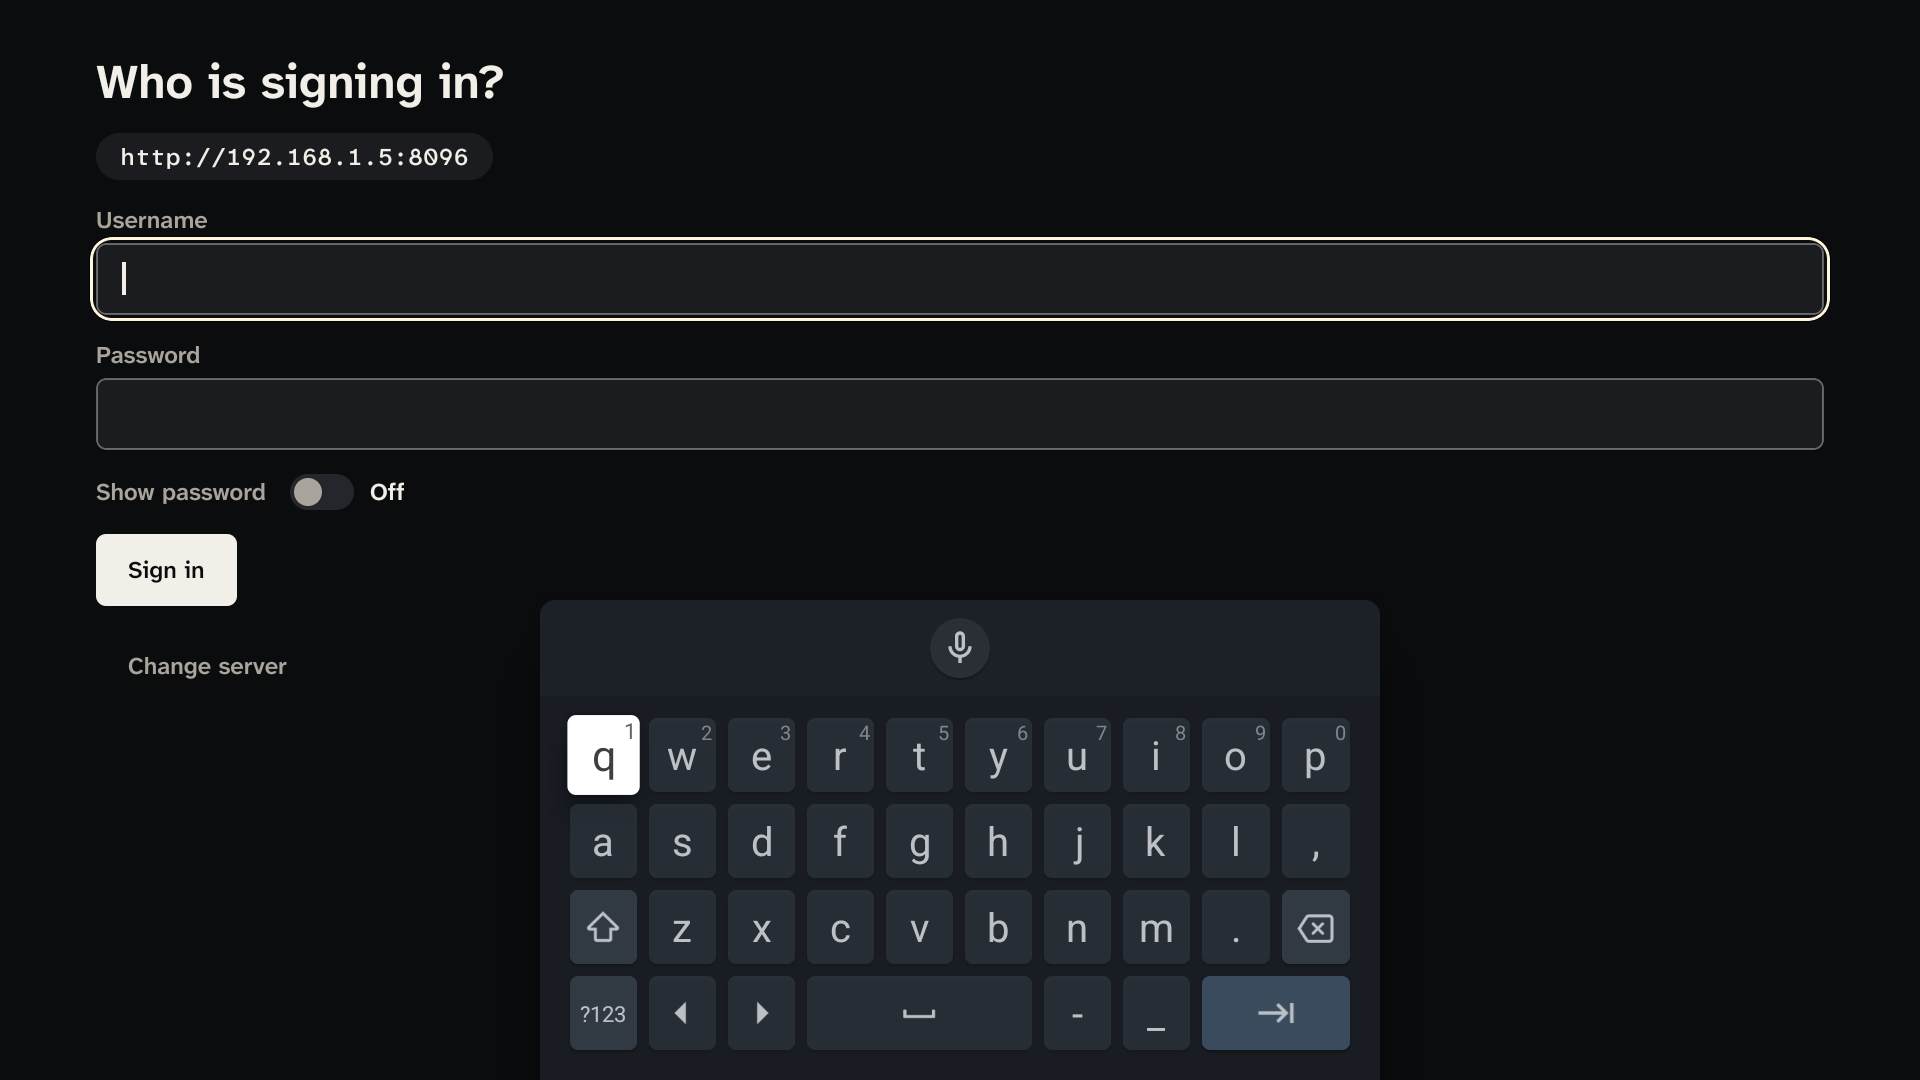 Who is signing in?
http://192.168.1.5:8096
Username
Password
Show password Off
Sign in
Change server
q 1 w 2 e 3 r 4 t 5 y 6 u 7 i 8 o 9 p 0
a s d f g h j k l ,
z x c v b n m .
?123 - _